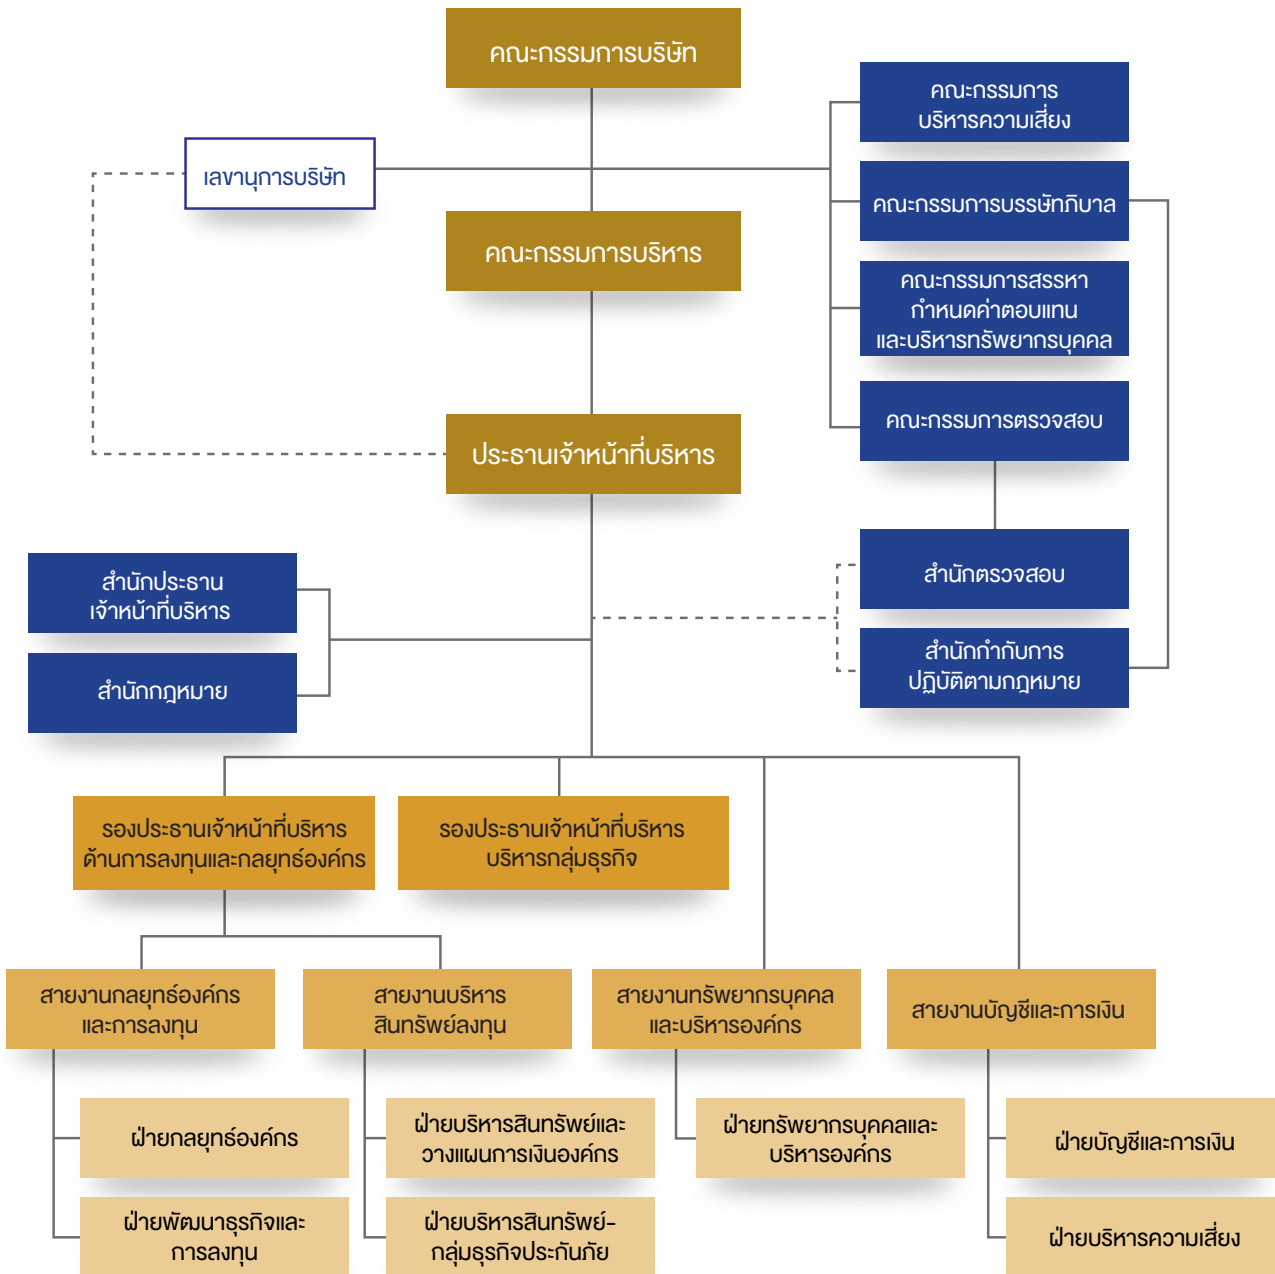 คณะกรรมการบริษัท
คณะกรรมการ
บริหารความเสี่ยง
เลขานุการบริษัท
คณะกรรมการบรรษัทภิบาล
คณะกรรมการบริหาร
คณะกรรมการสรรหา
กำหนดค่าตอบแทน
และบริหารทรัพยากรบุคคล
คณะกรรมการตรวจสอบ
ประธานเจ้าหน้าที่บริหาร
สำนักประธาน
เจ้าหน้าที่บริหาร
สำนักตรวจสอบ
สำนักกฎหมาย
สำนักกำกับการ
ปฏิบัติตามกฎหมาย
รองประธานเจ้าหน้าที่บริหาร
ด้านการลงทุนและกลยุทธ์องค์กร
รองประธานเจ้าหน้าที่บริหาร
บริหารกลุ่มธุรกิจ
สายงานกลยุทธ์องค์กร
และการลงทุน
สายงานบริหาร
สินทรัพย์ลงทุน
สายงานทรัพยากรบุคคล
และบริหารองค์กร
สายงานบัญชีและการเงิน
ฝ่ายกลยุทธ์องค์กร
ฝ่ายบริหารสินทรัพย์และ
วางแผนการเงินองค์กร
ฝ่ายทรัพยากรบุคคลและ
บริหารองค์กร
ฝ่ายบัญชีและการเงิน
ฝ่ายพัฒนาธุรกิจและ
การลงทุน
ฝ่ายบริหารสินทรัพย์-
กลุ่มธุรกิจประกันภัย
ฝ่ายบริหารความเสี่ยง